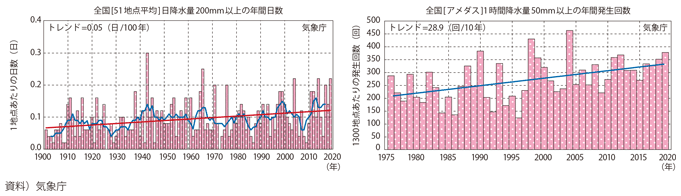 全国[51地点平均]日降水量200mm以上の年間日数
トレンド=0.05（日/100年）
気象庁
1地点あたりの日数（日）
0.4
0.3
0.2
0.1
0.0
1900 1910 1920 1930 1940 1950 1960 1970 1980 1990 2000 2010 2020
（年）
全国[アメダス]1時間降水量50mm以上の年間発生回数
トレンド=28.9（回/10年）
気象庁
1300地点あたりの発生回数（回）
500
450
400
350
300
250
200
150
100
50
0
1975 1980 1985 1990 1995 2000 2005 2010 2015 2020
（年）
資料）気象庁